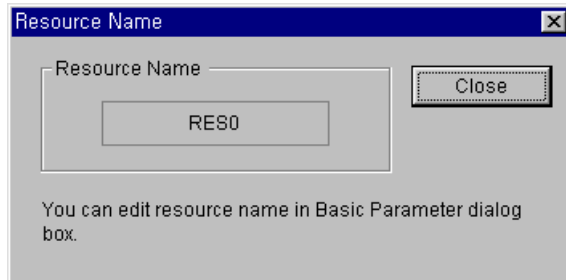 Resource Name
Resource Name
Close
RES0
You can edit resource name in Basic Parameter dialog
box.